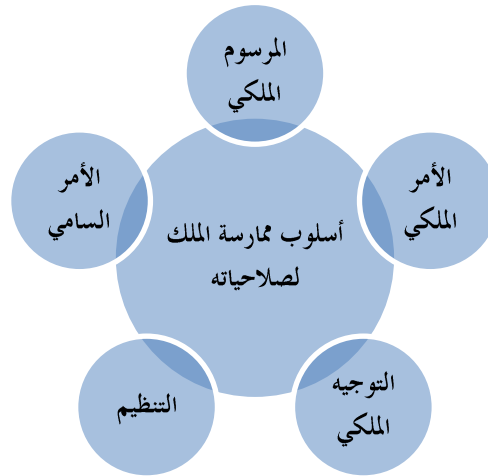 المرسوم
الملكي
الأمر
الملكي
الأمر
السامي
أسلوب ممارسة الملك
لصلاحياته
التوجيه
الملكي
التنظيم